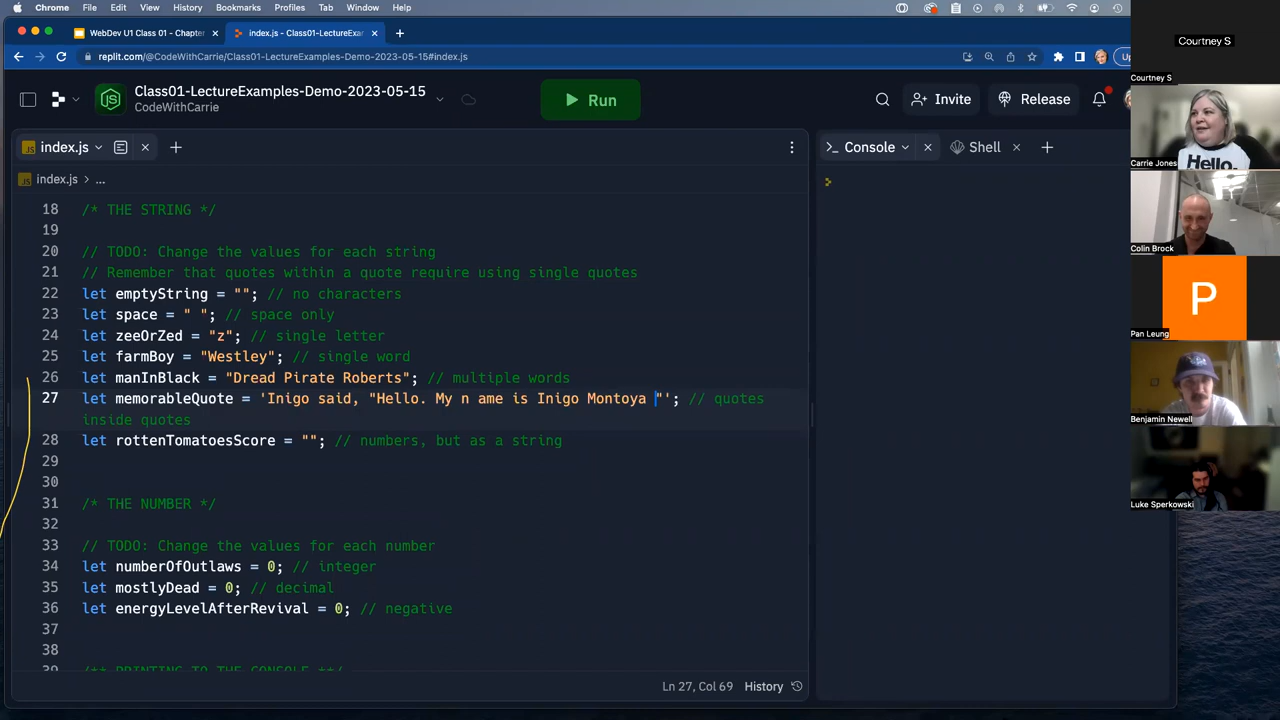 Chrome File Edit View History Bookmarks Profiles Tab Window Help
WebDev U1 Class 01 - Chapter
index.js - Class01-LectureExam
replit.com/@CodeWithCarrie/Class01-LectureExamples-Demo-2023-05-15#index.js
Class01-LectureExamples-Demo-2023-05-15
CodeWithCarrie
Run
Invite
Release
index.js
Console
Shell
index.js > ...
18 /* THE STRING */
19
20 // TODO: Change the values for each string
21 // Remember that quotes within a quote require using single quotes
22 let emptyString = ""; // no characters
23 let space = " "; // space only
24 let zeeOrZed = "z"; // single letter
25 let farmBoy = "Westley"; // single word
26 let manInBlack = "Dread Pirate Roberts"; // multiple words
27 let memorableQuote = 'Inigo said, "Hello. My n ame is Inigo Montoya "'; // quotes
inside quotes
28 let rottenTomatoesScore = ""; // numbers, but as a string
29
30
31 /* THE NUMBER */
32
33 // TODO: Change the values for each number
34 let numberOfOutlaws = 0; // integer
35 let mostlyDead = 0; // decimal
36 let energyLevelAfterRevival = 0; // negative
37
38
39 /** PRINTING TO THE CONSOLE **/
Ln 27, Col 69 History
Courtney S
Courtney S
Hello.
Carrie Jones
Colin Brock
P
Pan Leung
Benjamin Newell
Luke Sperkowski